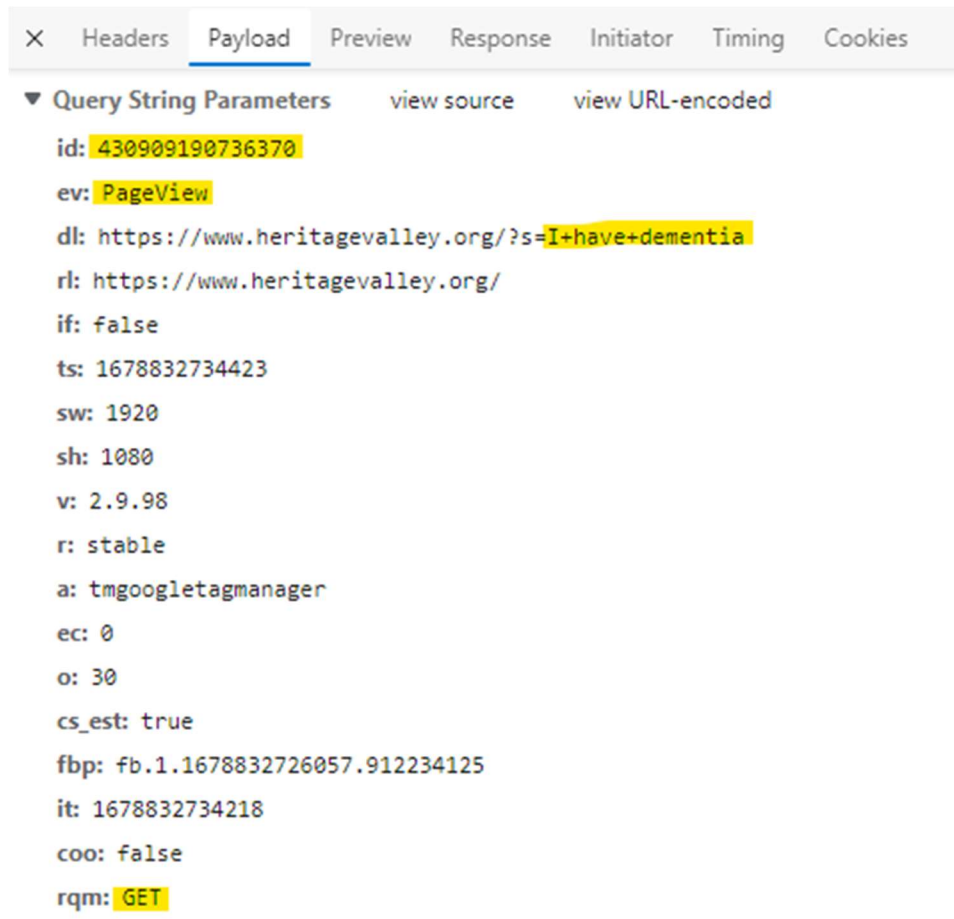 × Headers Payload Preview Response Initiator Timing Cookies
▼ Query String Parameters view source view URL-encoded
id: 430909190736370
ev: PageView
dl: https://www.heritagevalley.org/?s=I+have+dementia
rl: https://www.heritagevalley.org/
if: false
ts: 1678832734423
sw: 1920
sh: 1080
v: 2.9.98
r: stable
a: tmgoogletagmanager
ec: 0
o: 30
cs_est: true
fbp: fb.1.1678832726057.912234125
it: 1678832734218
coo: false
rqm: GET